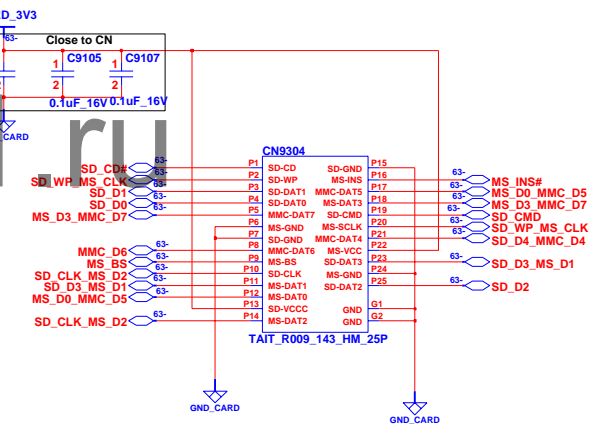 D_3V3
63-
Close to CN
1 C9105 1 C9107
2 2
0.1uF_16V 0.1uF_16V
CARD
.ru
CN9304
SD_CD# 63- P1 SD-CD SD-GND P15
SD_WP_MS_CLK 63- P2 SD-WP MS-INS P16 63- MS_INS#
SD_D1 63- P3 SD-DAT1 MMC-DAT5 P17 63- MS_D0_MMC_D5
SD_D0 63- P4 SD-DAT0 MS-DAT3 P18 63- MS_D3_MMC_D7
MS_D3_MMC_D7 63- P5 MMC-DAT7 SD-CMD P19 63- SD_CMD
P6 MS-GND MS-SCLK P20 63- SD_WP_MS_CLK
P7 SD-GND MMC-DAT4 P21 63- SD_D4_MMC_D4
MMC_D6 63- P8 MMC-DAT6 MS-VCC P22
MS_BS 63- P9 MS-BS SD-DAT3 P23 63- SD_D3_MS_D1
SD_CLK_MS_D2 63- P10 SD-CLK MS-GND P24
SD_D3_MS_D1 63- P11 MS-DAT1 SD-DAT2 P25 63- SD_D2
MS_D0_MMC_D5 63- P12 MS-DAT0
P13 SD-VCCC GND G1
SD_CLK_MS_D2 63- P14 MS-DAT2 GND G2
TAIT_R009_143_HM_25P
GND_CARD
GND_CARD